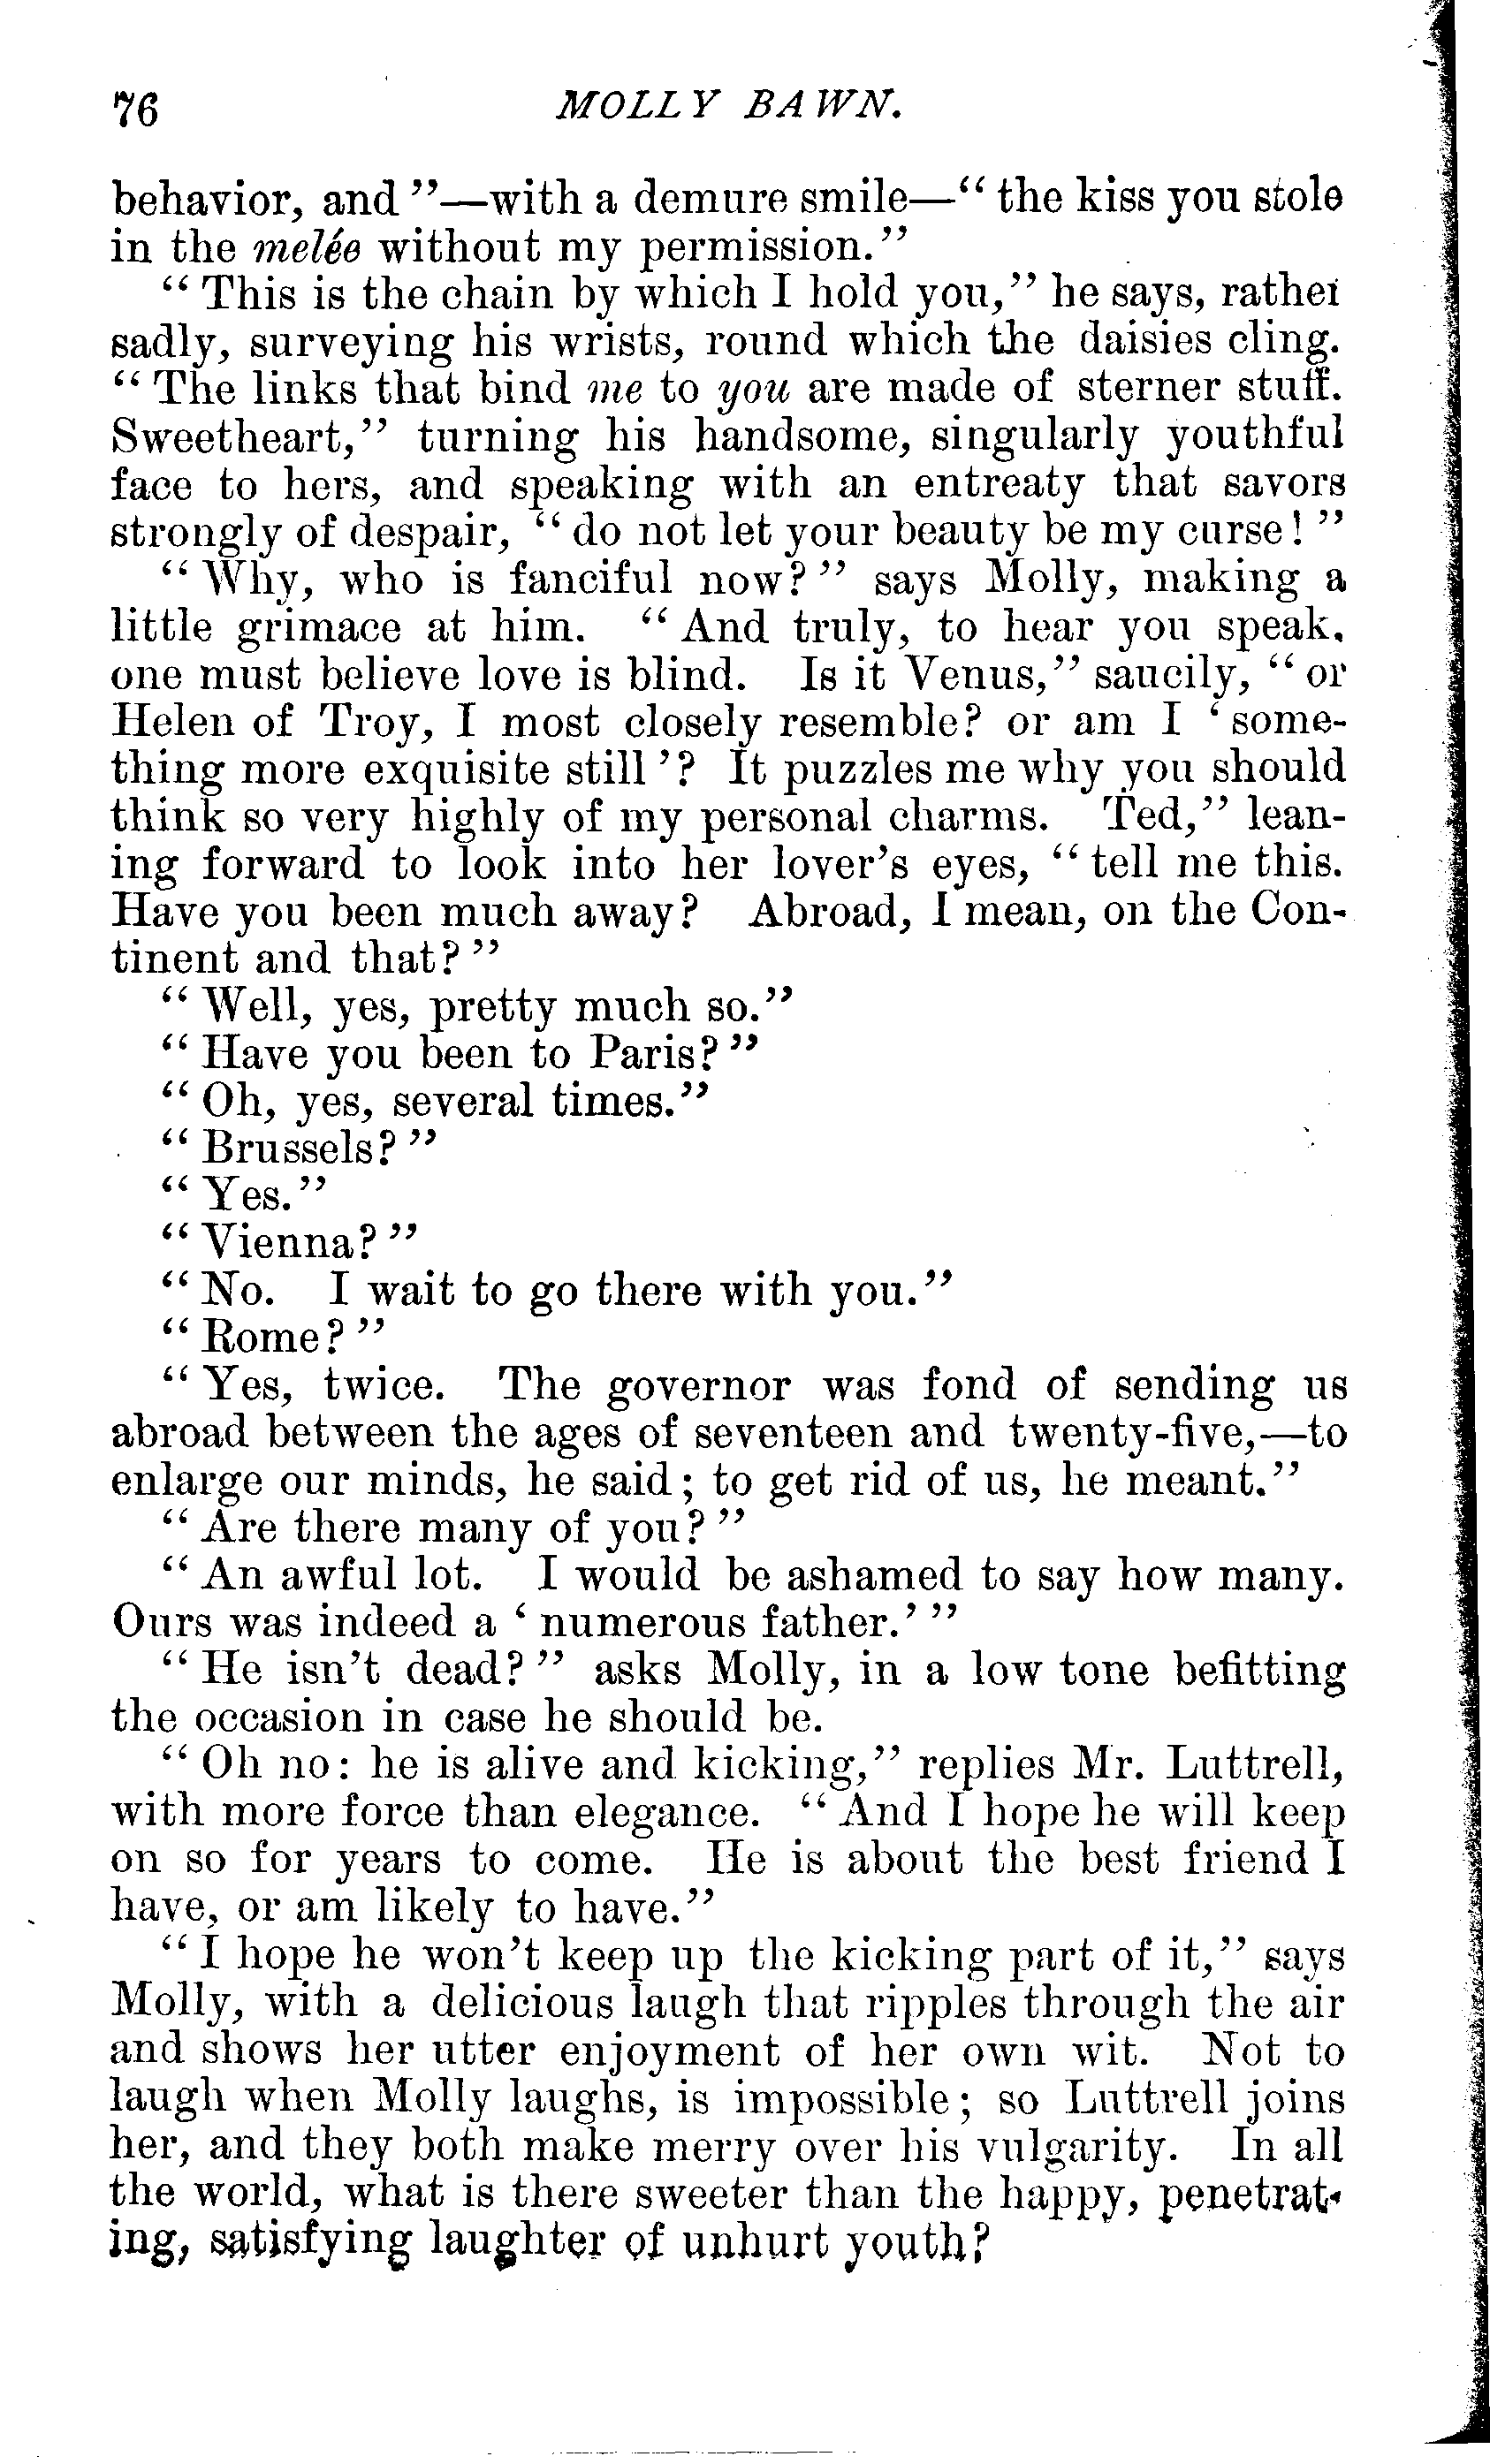 76 MOLLY BAWN.
behavior, and "—with a demure smile—" the kiss you stole
in the melée without my permission."
" This is the chain by which I hold you," he says, rather
sadly, surveying his wrists, round which the daisies cling.
" The links that bind me to you are made of sterner stuff.
Sweetheart," turning his handsome, singularly youthful
face to hers, and speaking with an entreaty that savors
strongly of despair, " do not let your beauty be my curse! "
" Why, who is fanciful now? " says Molly, making a
little grimace at him. " And truly, to hear you speak,
one must believe love is blind. Is it Venus," saucily, " or
Helen of Troy, I most closely resemble? or am I ' some-
thing more exquisite still '? It puzzles me why you should
think so very highly of my personal charms. Ted," lean-
ing forward to look into her lover's eyes, " tell me this.
Have you been much away? Abroad, I mean, on the Con-
tinent and that? "
" Well, yes, pretty much so."
" Have you been to Paris? "
" Oh, yes, several times."
" Brussels? "
" Yes."
" Vienna? "
" No. I wait to go there with you."
" Rome? "
" Yes, twice. The governor was fond of sending us
abroad between the ages of seventeen and twenty-five,—to
enlarge our minds, he said; to get rid of us, he meant."
" Are there many of you? "
" An awful lot. I would be ashamed to say how many.
Ours was indeed a ' numerous father.' "
" He isn't dead? " asks Molly, in a low tone befitting
the occasion in case he should be.
" Oh no: he is alive and kicking," replies Mr. Luttrell,
with more force than elegance. " And I hope he will keep
on so for years to come. He is about the best friend I
have, or am likely to have."
" I hope he won't keep up the kicking part of it," says
Molly, with a delicious laugh that ripples through the air
and shows her utter enjoyment of her own wit. Not to
laugh when Molly laughs, is impossible; so Luttrell joins
her, and they both make merry over his vulgarity. In all
the world, what is there sweeter than the happy, penetrat-
ing, satisfying laughter of unhurt youth?